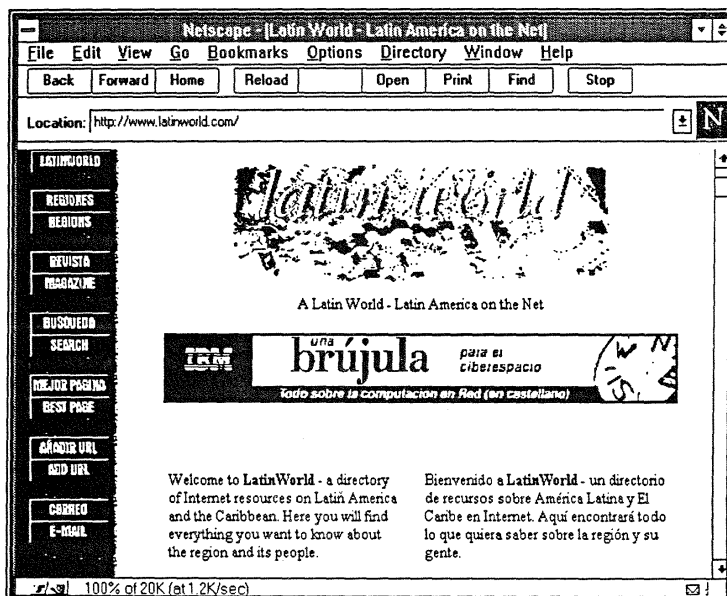 Netscape - [Latin World - Latin America on the Net]
File Edit View Go Bookmarks Options Directory Window Help
Back Forward Home Reload Open Print Find Stop
Location: http://www.latinworld.com/
N
LATINWORLD
REGIONES
REGIONS
REVISTA
MAGAZINE
BUSQUEDA
SEARCH
MEJOR PAGINA
BEST PAGE
AÑADIR URL
ADD URL
CORREO
E-MAIL
latin world
A Latin World - Latin America on the Net
IBM
una
brújula
para el
ciberespacio
Todo sobre la computacion en Red (en castellano)
Welcome to LatinWorld - a directory
of Internet resources on Latin America
and the Caribbean. Here you will find
everything you want to know about
the region and its people.
Bienvenido a LatinWorld - un directorio
de recursos sobre América Latina y El
Caribe en Internet. Aquí encontrará todo
lo que quiera saber sobre la región y su
gente.
100% of 20K (at 1.2K/sec)